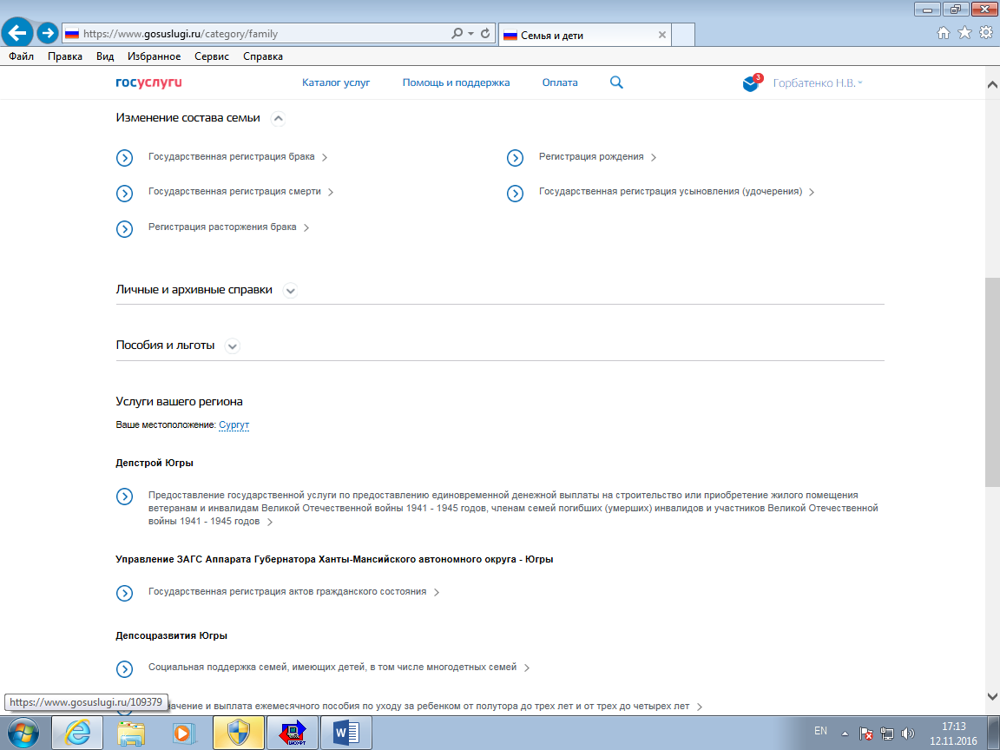 https://www.gosuslugi.ru/category/family
Семья и дети
Файл Правка Вид Избранное Сервис Справка
госуслуги
Каталог услуг
Помощь и поддержка
Оплата
3
Горбатенко Н.В.
Изменение состава семьи
Государственная регистрация брака
Регистрация рождения
Государственная регистрация смерти
Государственная регистрация усыновления (удочерения)
Регистрация расторжения брака
Личные и архивные справки
Пособия и льготы
Услуги вашего региона
Ваше местоположение: Сургут
Депстрой Югры
Предоставление государственной услуги по предоставлению единовременной денежной выплаты на строительство или приобретение жилого помещения
ветеранам и инвалидам Великой Отечественной войны 1941 - 1945 годов, членам семей погибших (умерших) инвалидов и участников Великой Отечественной
войны 1941 - 1945 годов
Управление ЗАГС Аппарата Губернатора Ханты-Мансийского автономного округа - Югры
Государственная регистрация актов гражданского состояния
Депсоцразвития Югры
Социальная поддержка семей, имеющих детей, в том числе многодетных семей
https://www.gosuslugi.ru/109379
начение и выплата ежемесячного пособия по уходу за ребенком от полутора до трех лет и от трех до четырех лет
EN
17:13
12.11.2016